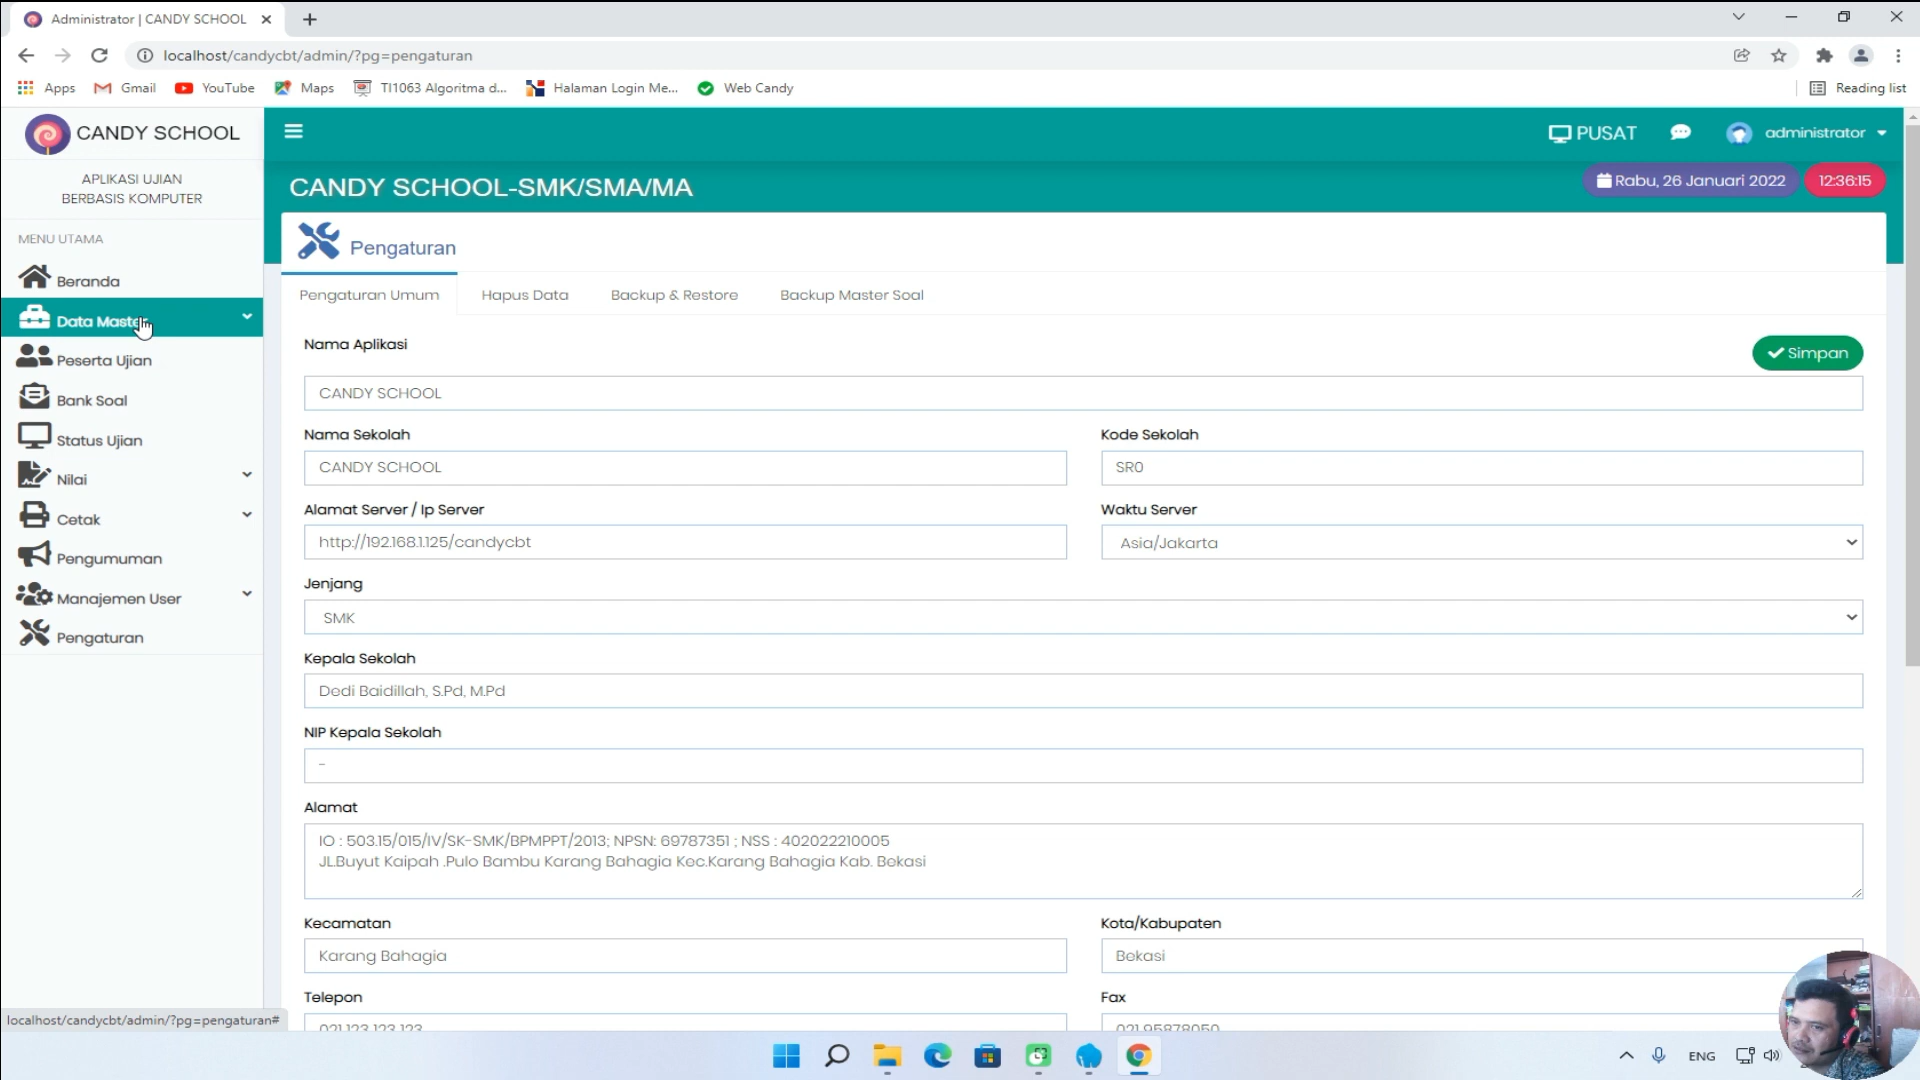 Administrator | CANDY SCHOOL
localhost/candycbt/admin/?pg=pengaturan
Apps
Gmail
YouTube
Maps
TI1063 Algoritma d...
Halaman Login Me...
Web Candy
Reading list
CANDY SCHOOL
PUSAT
administrator
APLIKASI UJIAN
BERBASIS KOMPUTER
CANDY SCHOOL-SMK/SMA/MA
Rabu, 26 Januari 2022
12:36:15
MENU UTAMA
Beranda
Data Master
Peserta Ujian
Bank Soal
Status Ujian
Nilai
Cetak
Pengumuman
Manajemen User
Pengaturan
Pengaturan
Pengaturan Umum
Hapus Data
Backup & Restore
Backup Master Soal
Nama Aplikasi
Simpan
CANDY SCHOOL
Nama Sekolah
Kode Sekolah
CANDY SCHOOL
SR0
Alamat Server / Ip Server
Waktu Server
http://192.168.1.125/candycbt
Asia/Jakarta
Jenjang
SMK
Kepala Sekolah
Dedi Baidillah, S.Pd, M.Pd
NIP Kepala Sekolah
-
Alamat
IO : 503.15/015/IV/SK-SMK/BPMPPT/2013; NPSN: 69787351 ; NSS : 402022210005
JL.Buyut Kaipah .Pulo Bambu Karang Bahagia Kec.Karang Bahagia Kab. Bekasi
Kecamatan
Kota/Kabupaten
Karang Bahagia
Bekasi
Telepon
Fax
021 123 123 123
021 95878050
localhost/candycbt/admin/?pg=pengaturan#
ENG